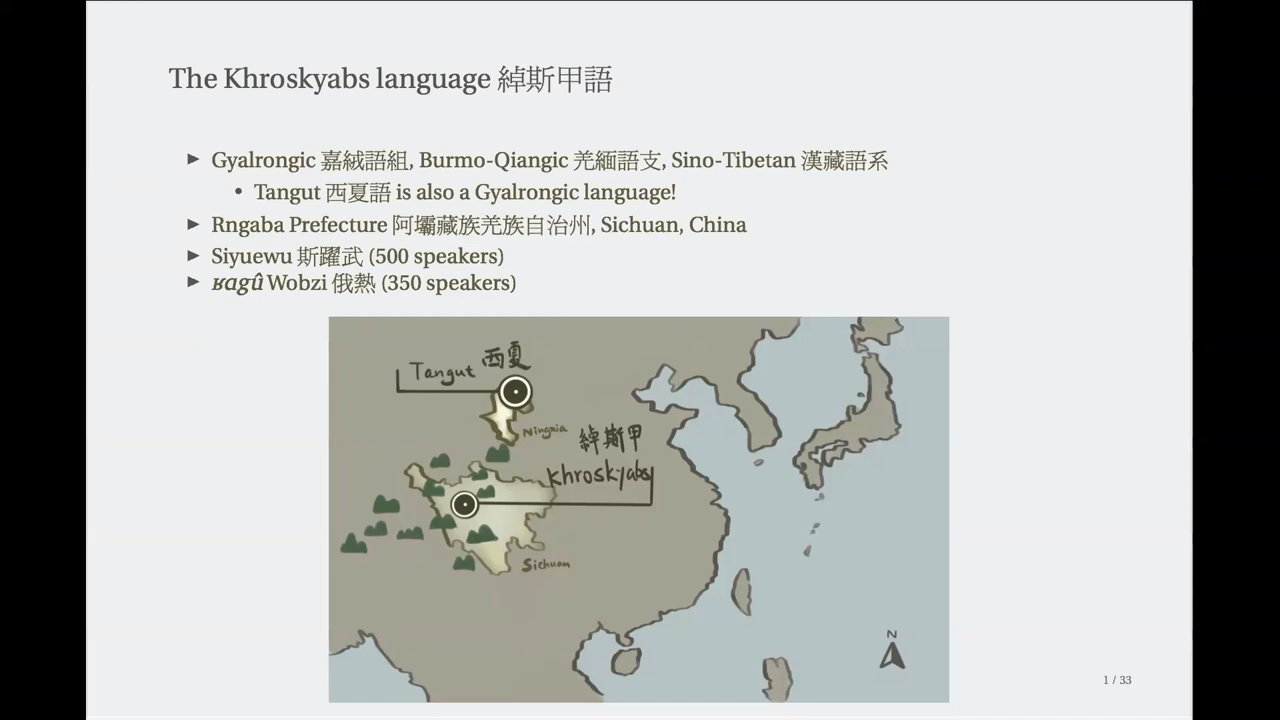 The Khroskyabs language 綽斯甲語
▶ Gyalrongic 嘉絨語組, Burmo-Qiangic 羌緬語支, Sino-Tibetan 漢藏語系
• Tangut 西夏語 is also a Gyalrongic language!
▶ Rngaba Prefecture 阿壩藏族羌族自治州, Sichuan, China
▶ Siyuewu 斯躍武 (500 speakers)
▶ ʁagû Wobzi 俄熱 (350 speakers)
Tangut 西夏
Ningxia
綽斯甲
Khroskyabs
Sichuan
N
1 / 33